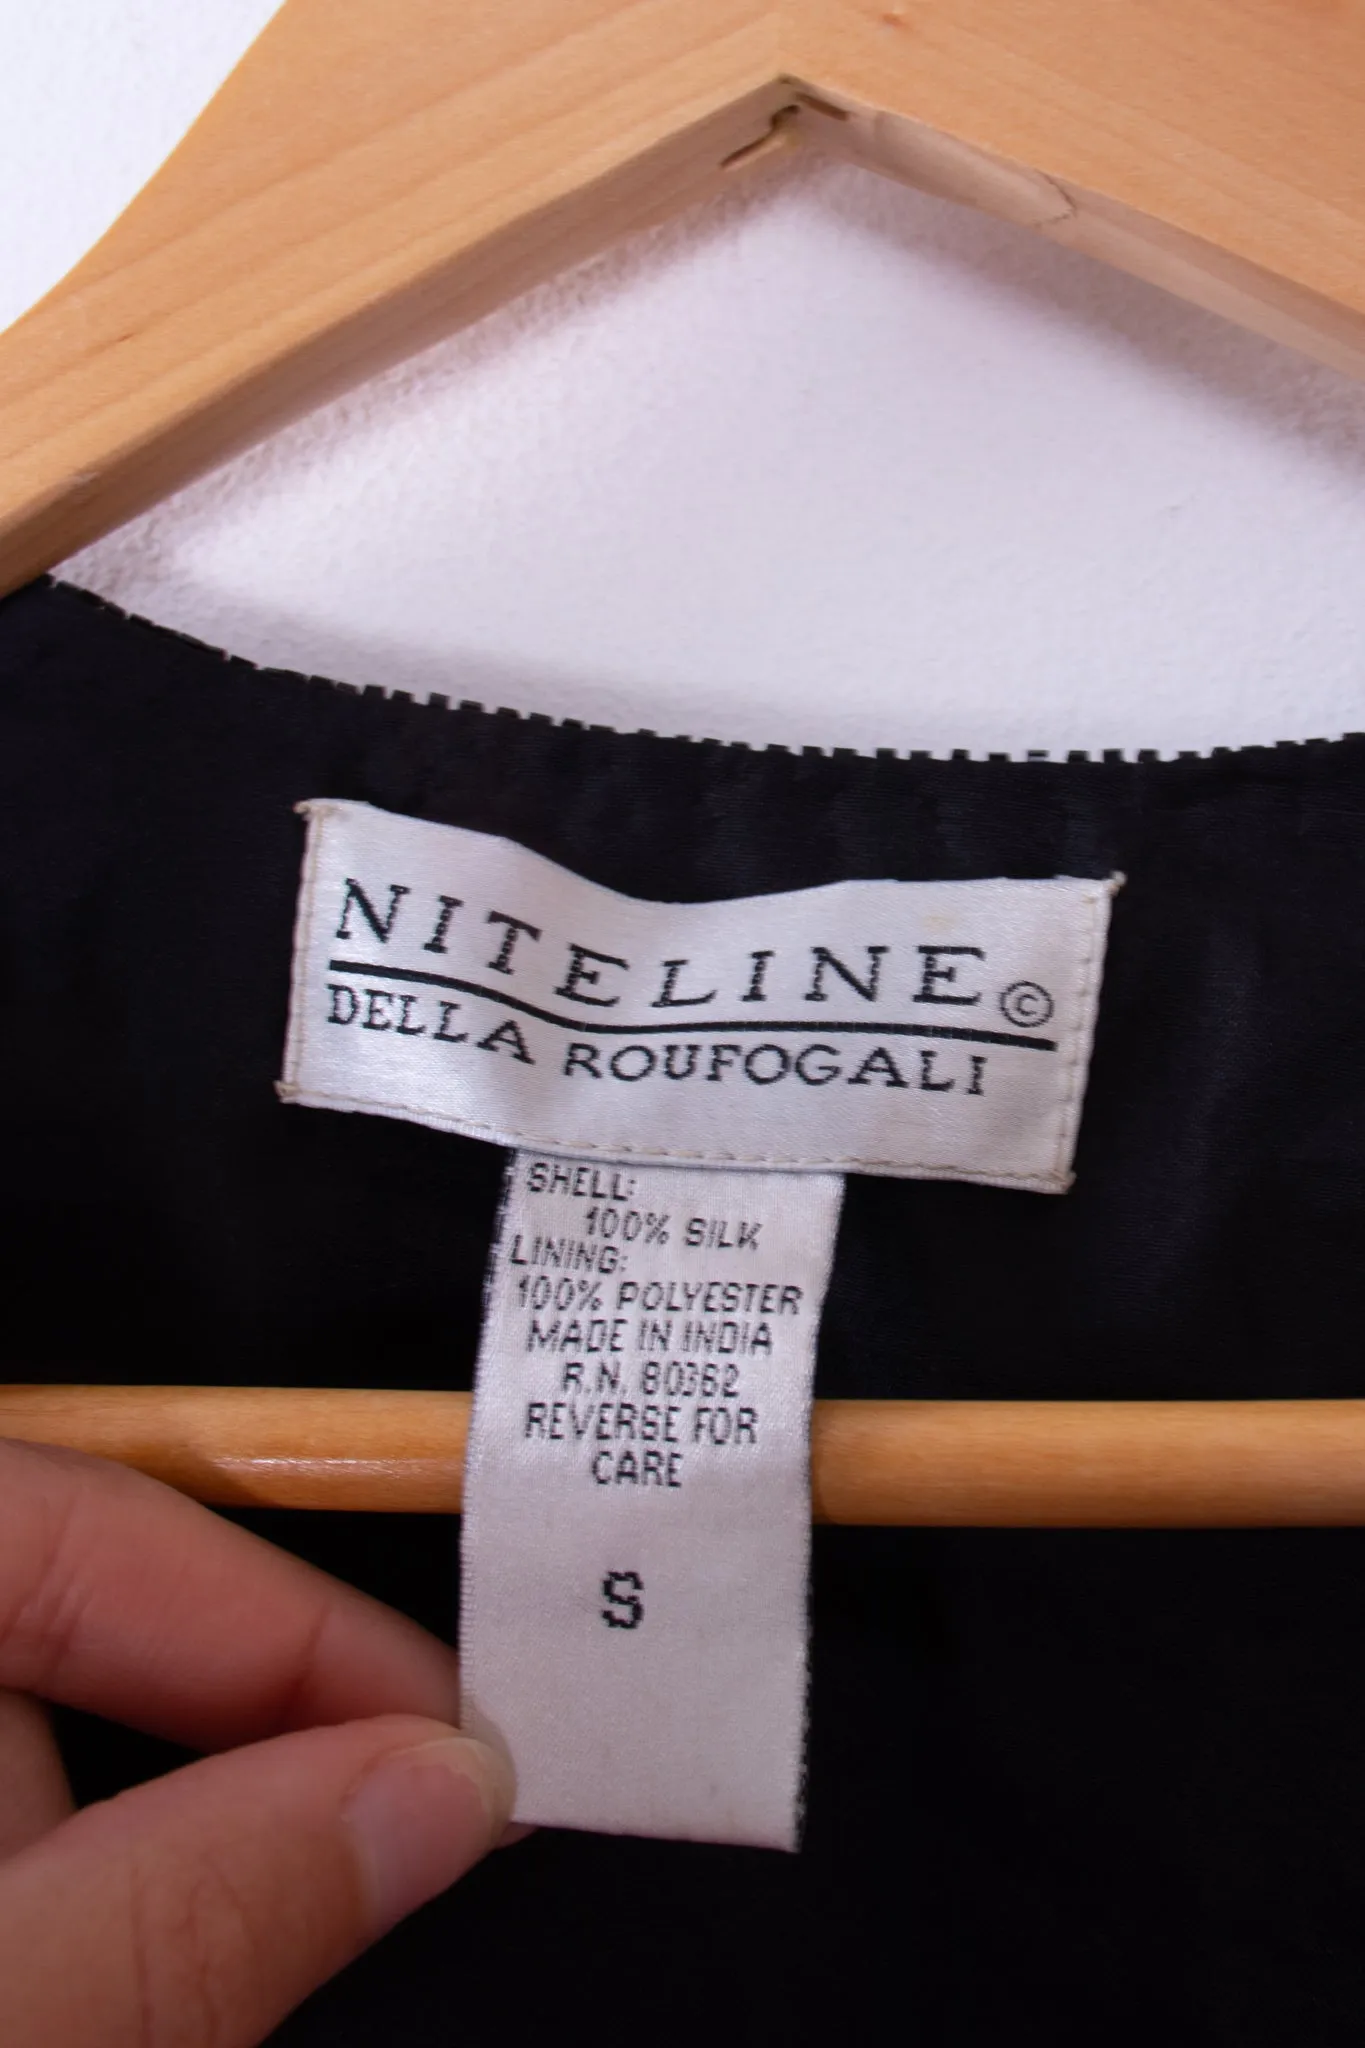 NITELINE ©
DELLA ROUFOGALI
SHELL:
100% SILK
LINING:
100% POLYESTER
MADE IN INDIA
R.N. 80362
REVERSE FOR
CARE
S